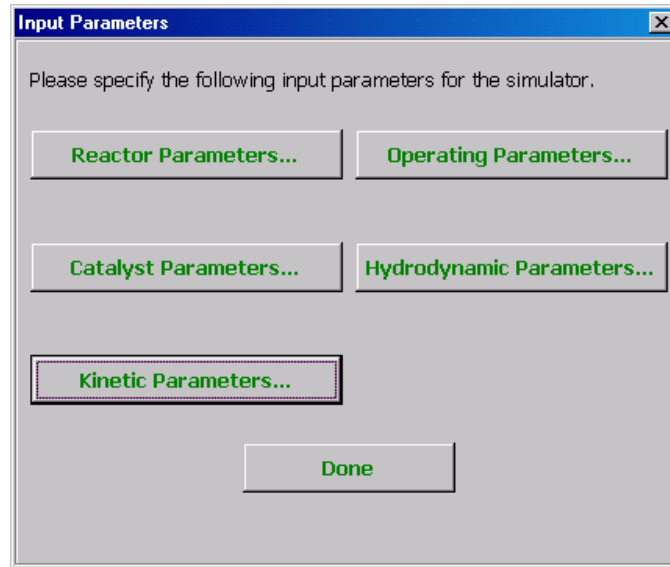 Input Parameters
Please specify the following input parameters for the simulator.
Reactor Parameters... Operating Parameters...
Catalyst Parameters... Hydrodynamic Parameters...
Kinetic Parameters...
Done